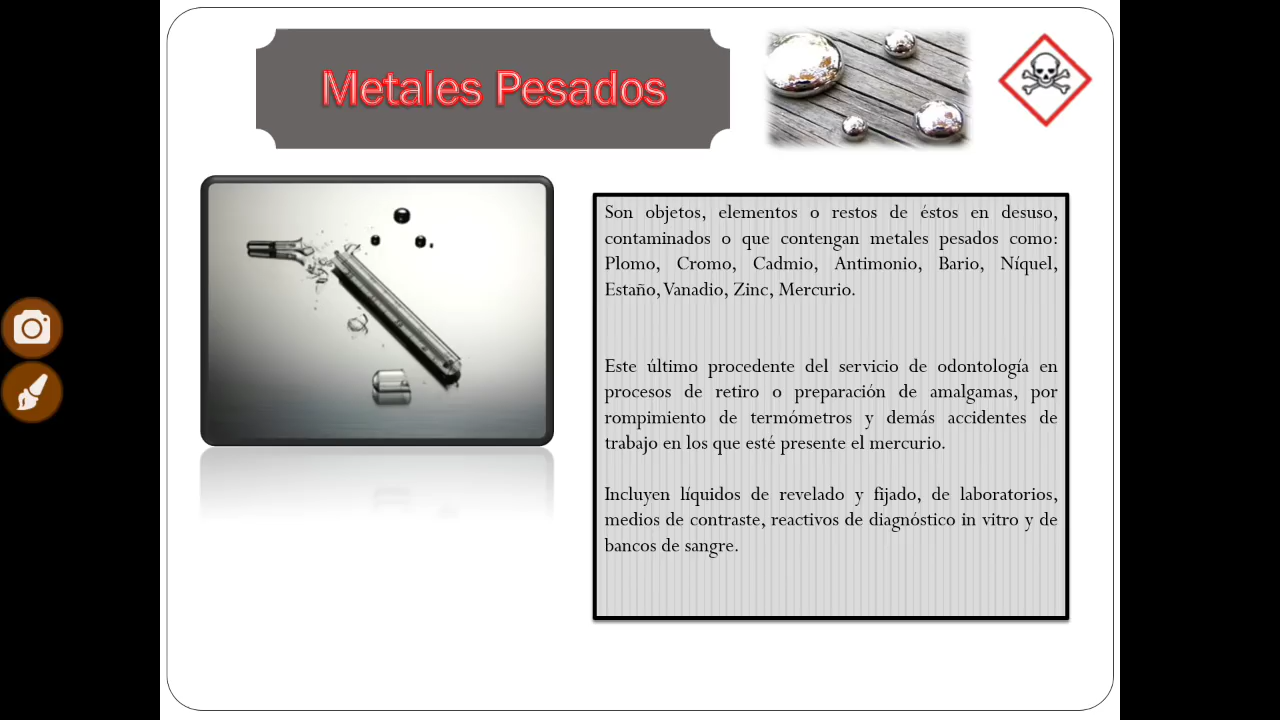 Metales Pesados
Son objetos, elementos o restos de éstos en desuso,
contaminados o que contengan metales pesados como:
Plomo, Cromo, Cadmio, Antimonio, Bario, Níquel,
Estaño, Vanadio, Zinc, Mercurio.
Este último procedente del servicio de odontología en
procesos de retiro o preparación de amalgamas, por
rompimiento de termómetros y demás accidentes de
trabajo en los que esté presente el mercurio.
Incluyen líquidos de revelado y fijado, de laboratorios,
medios de contraste, reactivos de diagnóstico in vitro y de
bancos de sangre.